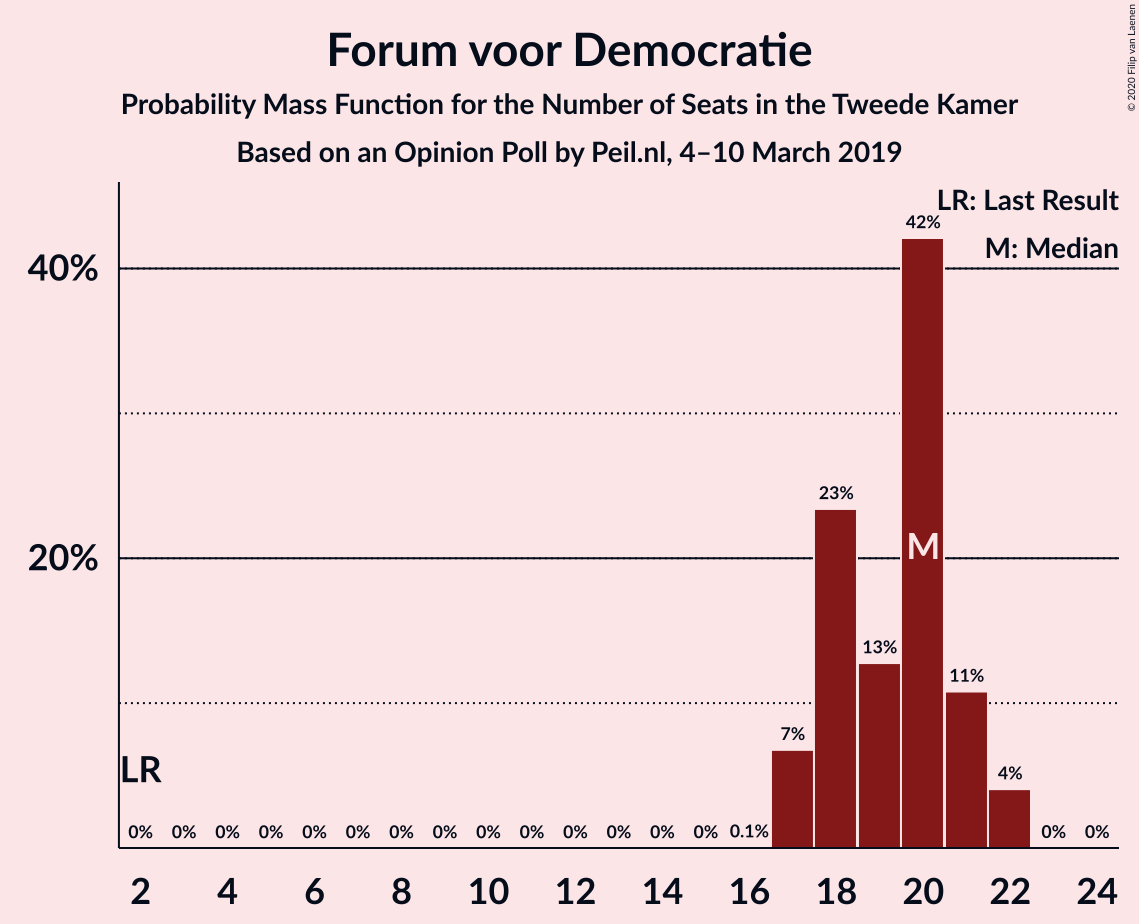 Forum voor Democratie
Probability Mass Function for the Number of Seats in the Tweede Kamer
Based on an Opinion Poll by Peil.nl, 4–10 March 2019
© 2020 Filip van Laenen
LR: Last Result
M: Median
42%
40%
23%
M
20%
13%
11%
7%
4%
LR
0% 0% 0% 0% 0% 0% 0% 0% 0% 0% 0% 0% 0% 0% 0.1% 0% 0%
2 4 6 8 10 12 14 16 18 20 22 24